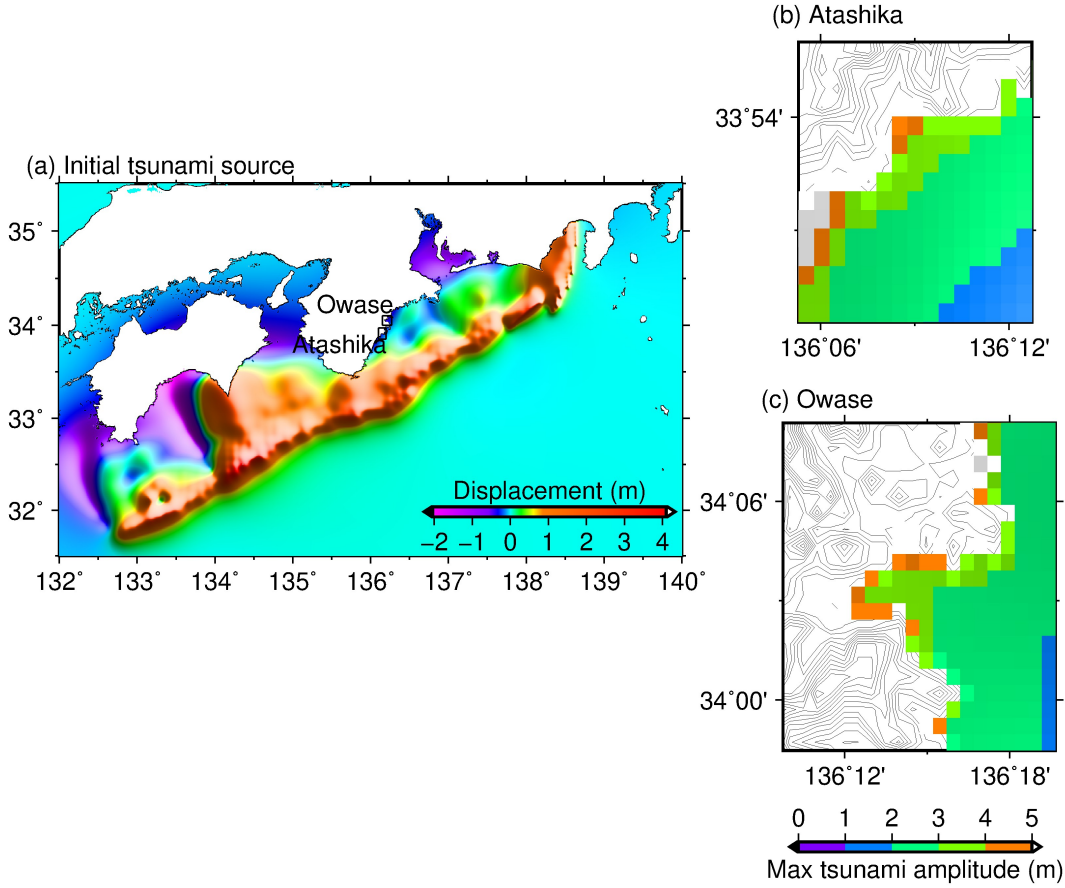 (b) Atashika
33˚54'
136˚06' 136˚12'
(a) Initial tsunami source
35˚
34˚
33˚
32˚
Owase
Atashika
Displacement (m)
−2 −1 0 1 2 3 4
132˚ 133˚ 134˚ 135˚ 136˚ 137˚ 138˚ 139˚ 140˚
(c) Owase
34˚06'
34˚00'
136˚12' 136˚18'
0 1 2 3 4 5
Max tsunami amplitude (m)